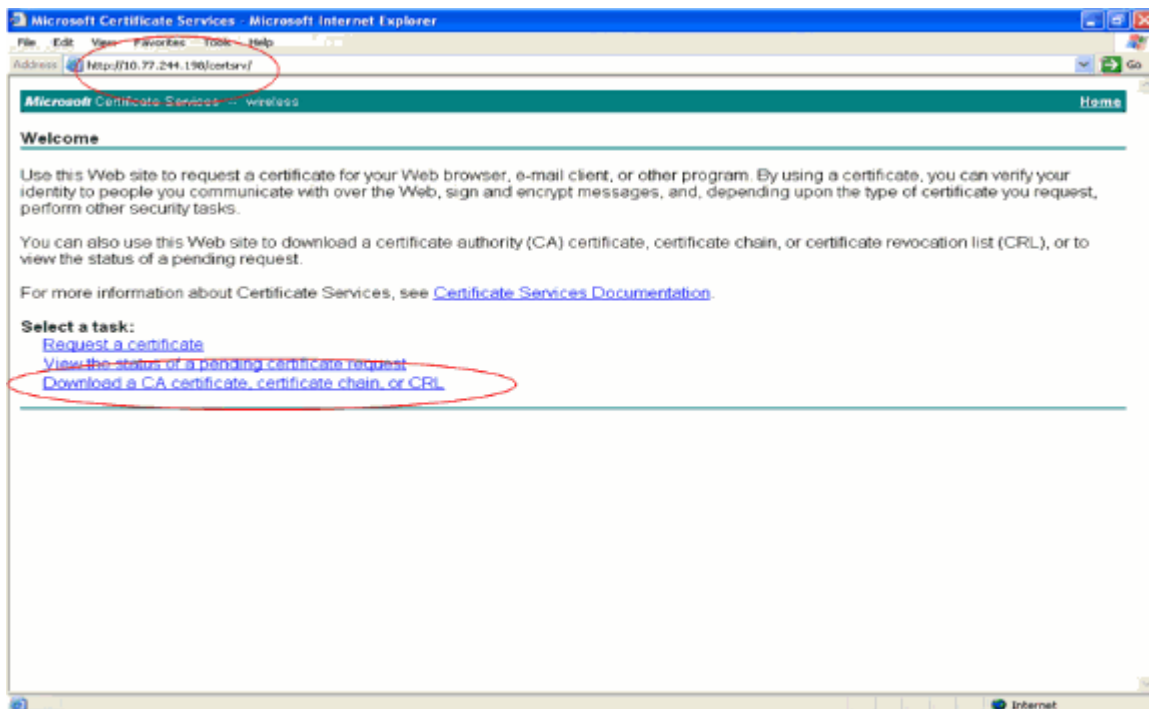 Microsoft Certificate Services - Microsoft Internet Explorer
File Edit View Favorites Tools Help
Address http://10.77.244.198/certsrv/ Go
Microsoft Certificate Services -- wireless Home
Welcome
Use this Web site to request a certificate for your Web browser, e-mail client, or other program. By using a certificate, you can verify your
identity to people you communicate with over the Web, sign and encrypt messages, and, depending upon the type of certificate you request,
perform other security tasks.
You can also use this Web site to download a certificate authority (CA) certificate, certificate chain, or certificate revocation list (CRL), or to
view the status of a pending request.
For more information about Certificate Services, see Certificate Services Documentation.
Select a task:
Request a certificate
View the status of a pending certificate request
Download a CA certificate, certificate chain, or CRL
Internet